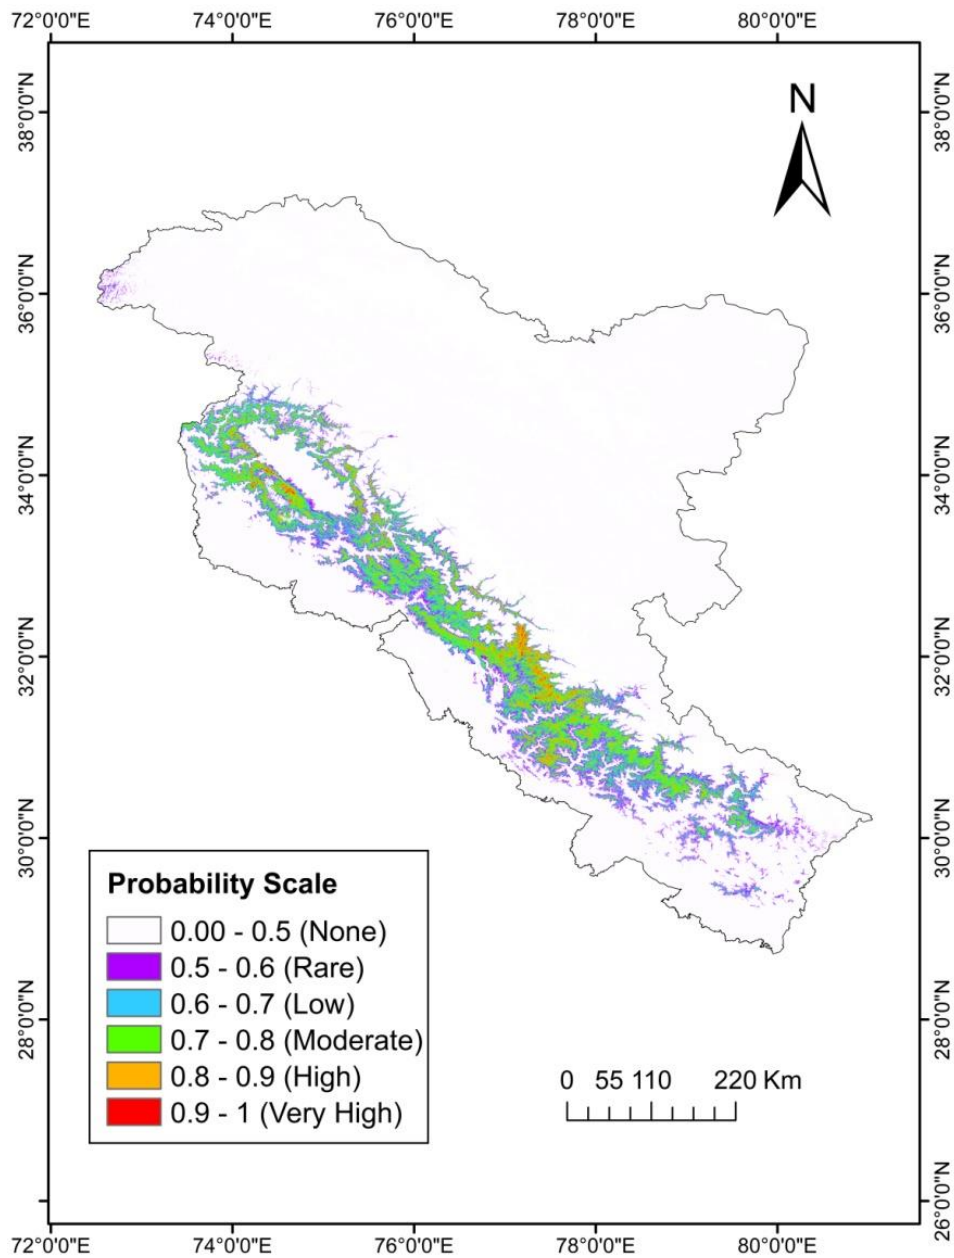 72°0'0"E 74°0'0"E 76°0'0"E 78°0'0"E 80°0'0"E
N
38°0'0"N 38°0'0"N
36°0'0"N 36°0'0"N
34°0'0"N 34°0'0"N
32°0'0"N 32°0'0"N
30°0'0"N 30°0'0"N
Probability Scale
0.00 - 0.5 (None)
0.5 - 0.6 (Rare)
0.6 - 0.7 (Low)
0.7 - 0.8 (Moderate)
0.8 - 0.9 (High)
0.9 - 1 (Very High)
28°0'0"N 28°0'0"N
0 55 110 220 Km
26°0'0"N
72°0'0"E 74°0'0"E 76°0'0"E 78°0'0"E 80°0'0"E